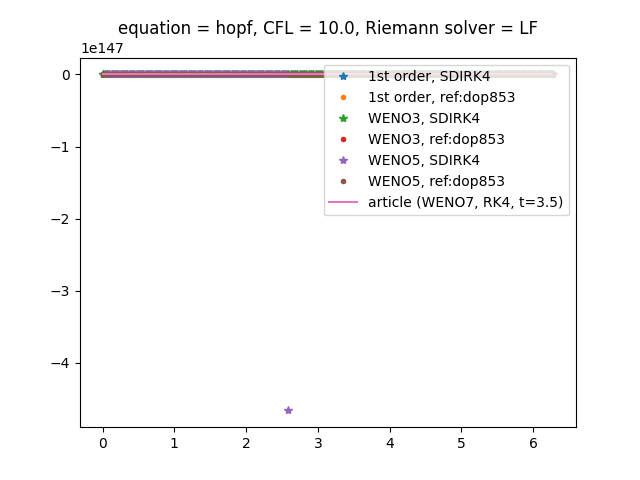 equation = hopf, CFL = 10.0, Riemann solver = LF
1e147
0
−1
−2
−3
−4
1st order, SDIRK4
1st order, ref:dop853
WENO3, SDIRK4
WENO3, ref:dop853
WENO5, SDIRK4
WENO5, ref:dop853
article (WENO7, RK4, t=3.5)
0 1 2 3 4 5 6